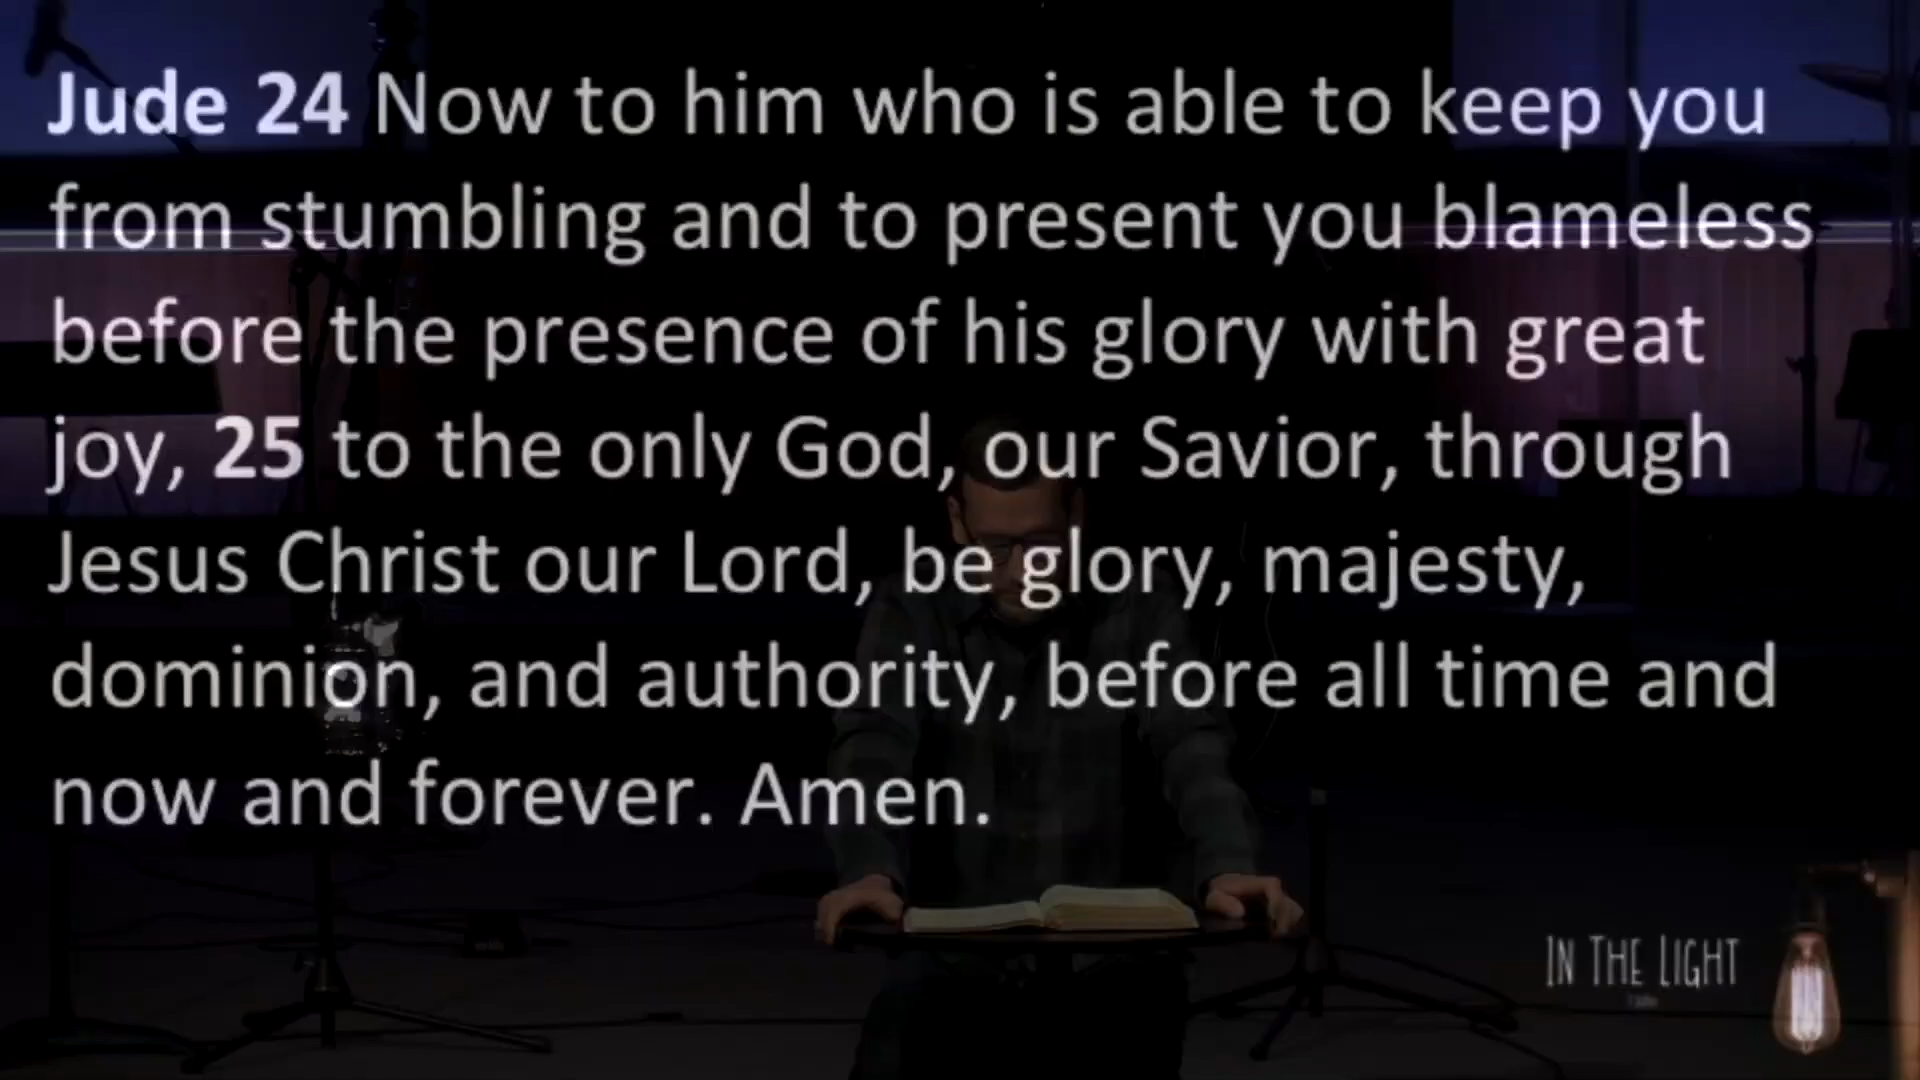 Jude 24 Now to him who is able to keep you
from stumbling and to present you blameless
before the presence of his glory with great
joy, 25 to the only God, our Savior, through
Jesus Christ our Lord, be glory, majesty,
dominion, and authority, before all time and
now and forever. Amen.
IN THE LIGHT